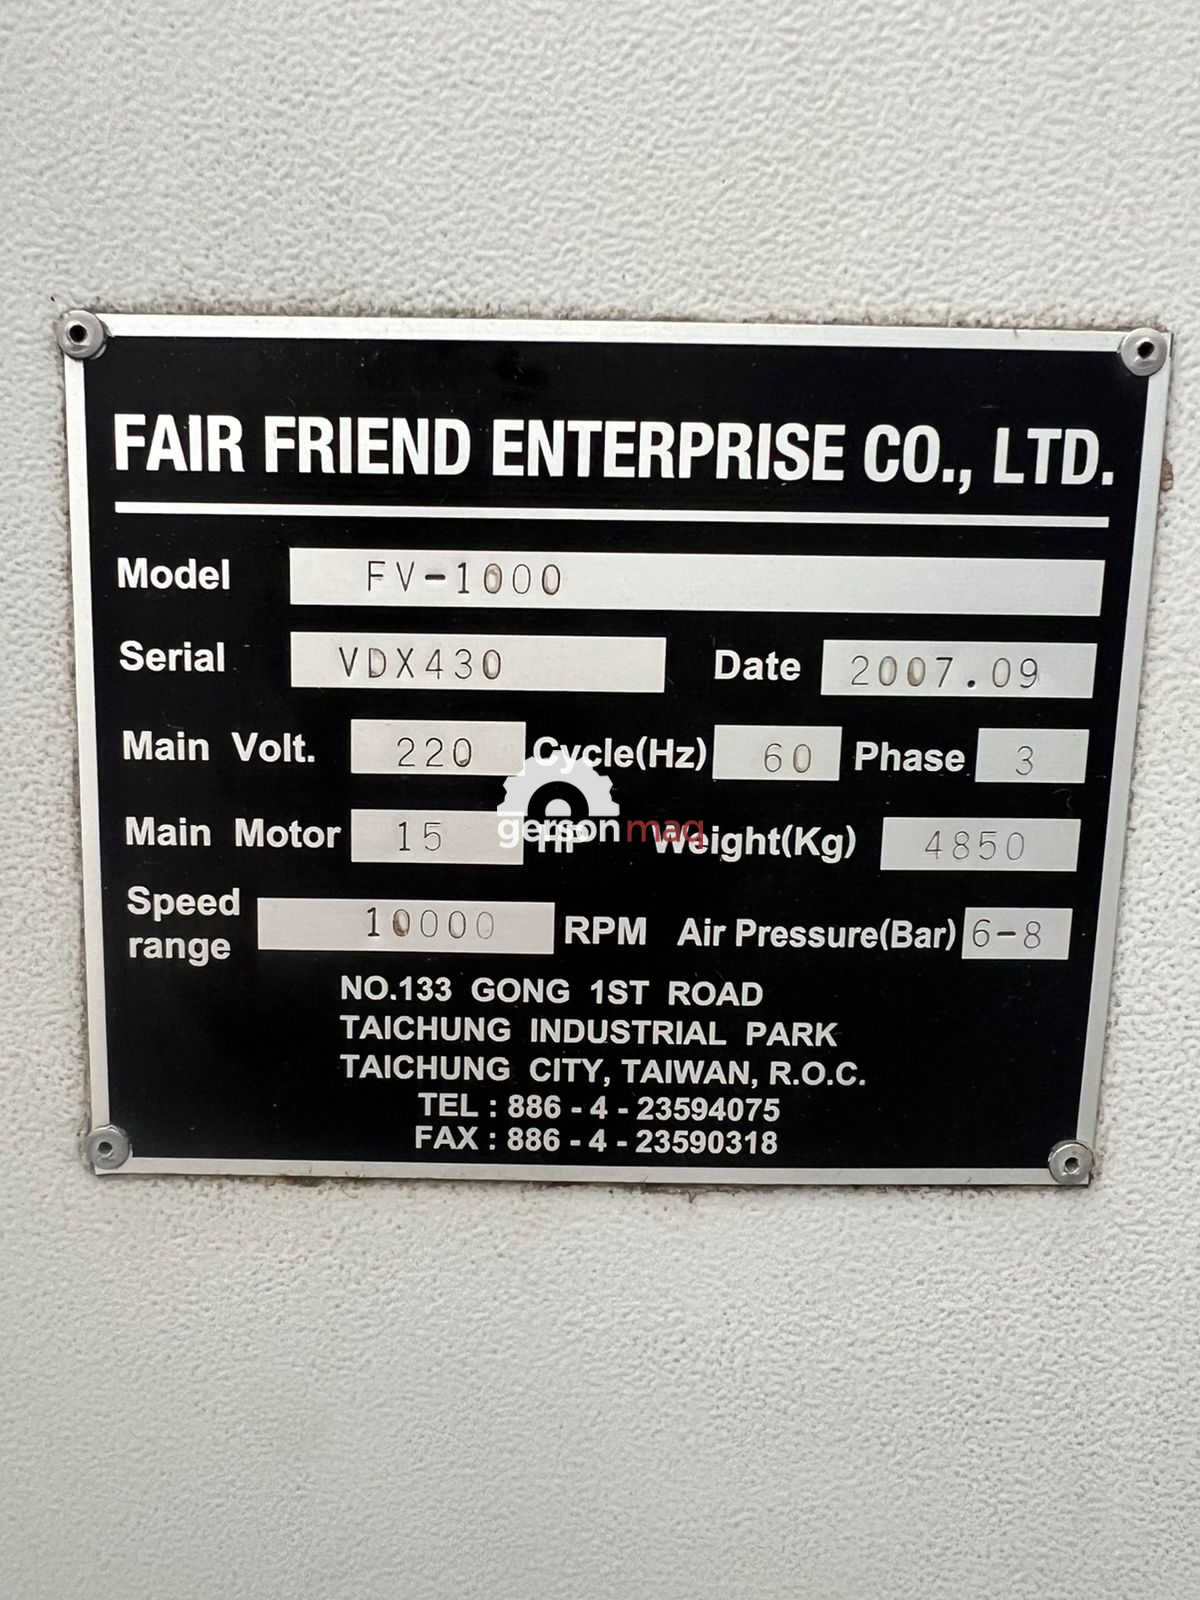 FAIR FRIEND ENTERPRISE CO., LTD.
Model FV-1000
Serial VDX430 Date 2007.09
Main Volt. 220 Cycle(Hz) 60 Phase 3
Main Motor 15 HP Weight(Kg) 4850
gerson maq
Speed range 10000 RPM Air Pressure(Bar) 6-8
NO.133 GONG 1ST ROAD
TAICHUNG INDUSTRIAL PARK
TAICHUNG CITY, TAIWAN, R.O.C.
TEL : 886 - 4 - 23594075
FAX : 886 - 4 - 23590318